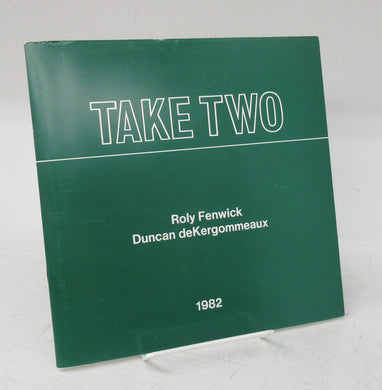 TAKE TWO
Roly Fenwick
Duncan deKergommeaux
1982